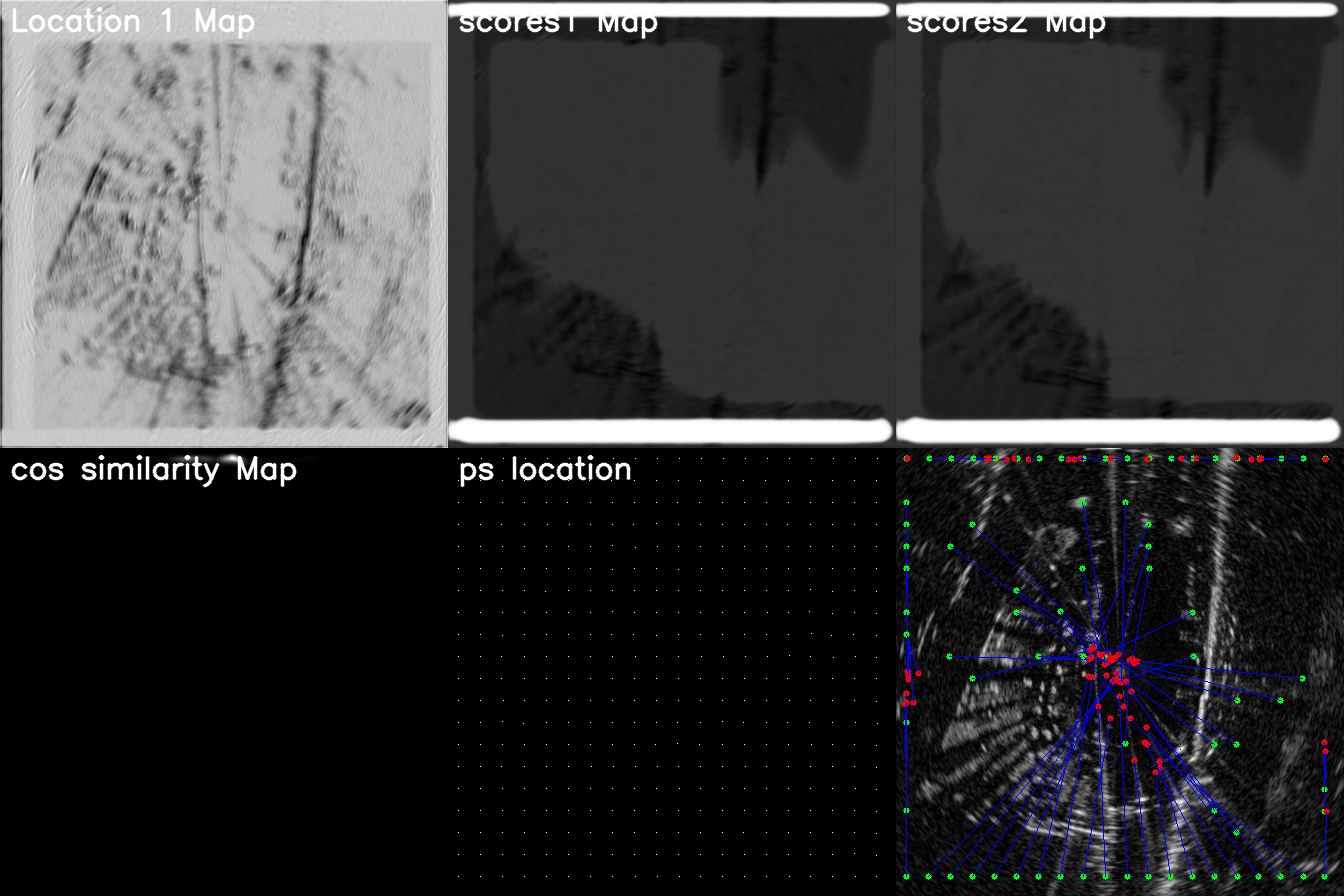 Location 1 Map
scores1 Map
scores2 Map
cos similarity Map
ps location